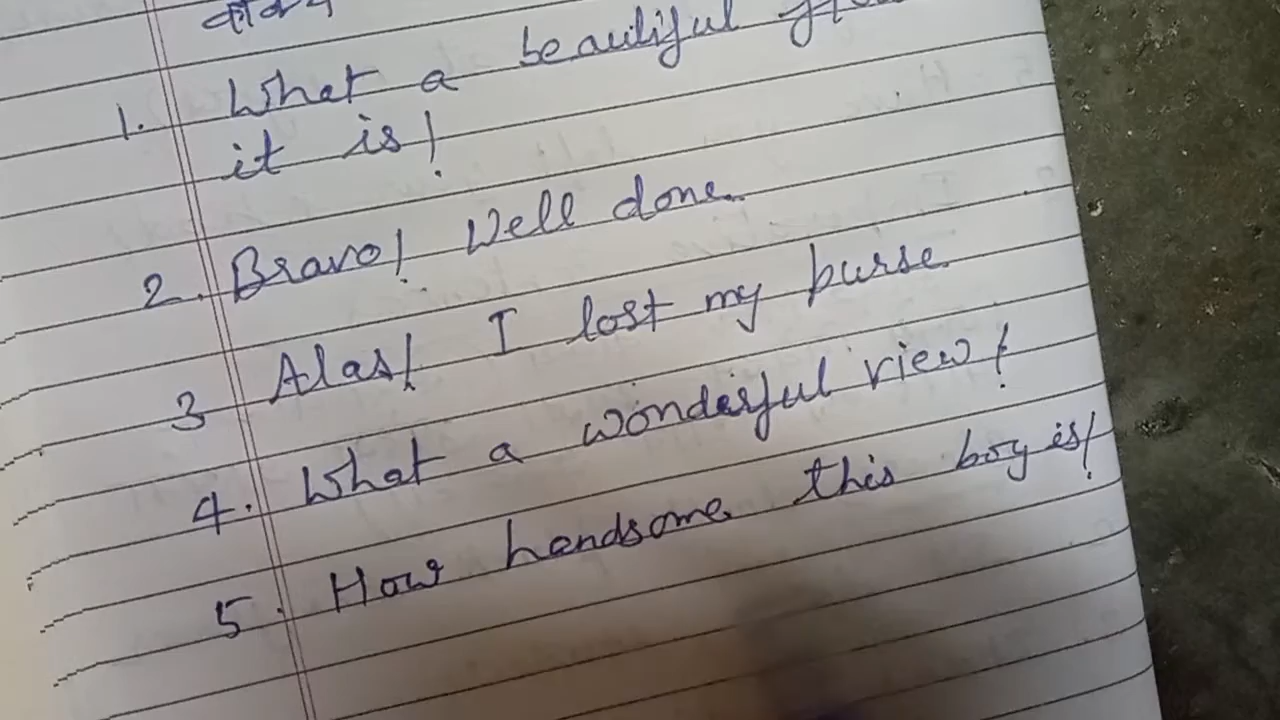 1. What a beautiful
it is!
2. Bravo! Well done.
3 Alas! I lost my purse.
4. What a wonderful view!
5. How handsome this boy is!